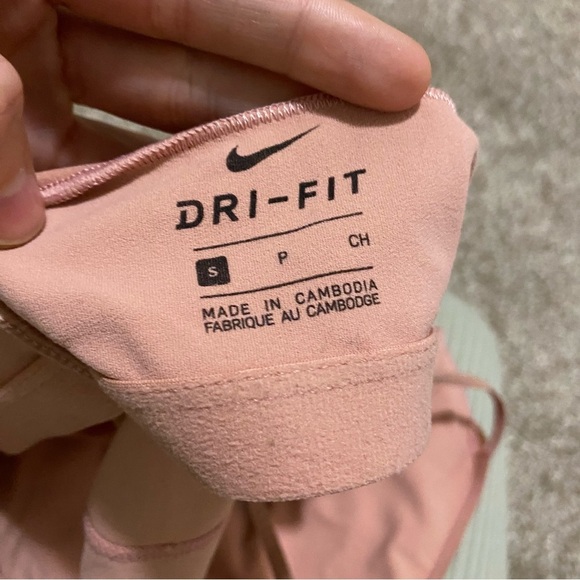 DRI-FIT
S P CH
MADE IN CAMBODIA
FABRIQUE AU CAMBODGE